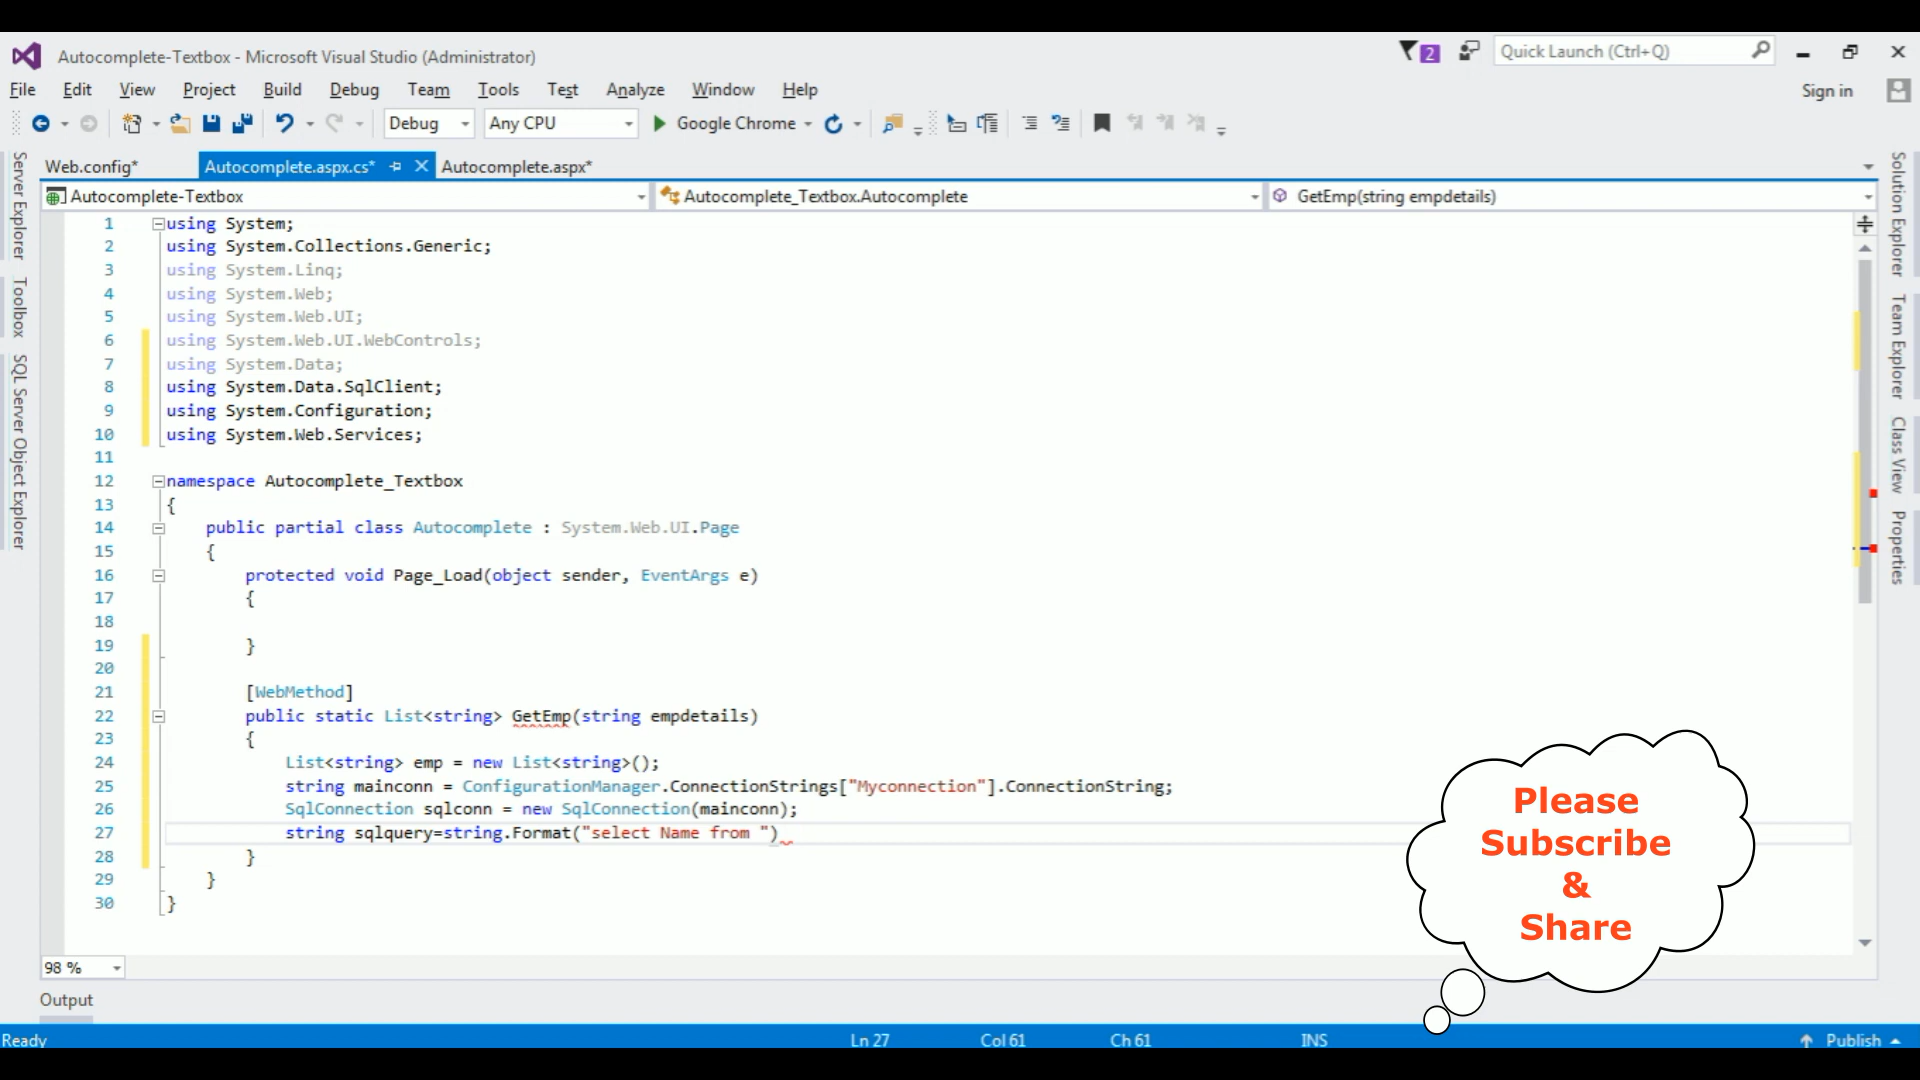 Autocomplete-Textbox - Microsoft Visual Studio (Administrator)
2
Quick Launch (Ctrl+Q)
File Edit View Project Build Debug Team Tools Test Analyze Window Help
Sign in
Debug Any CPU Google Chrome
Web.config* Autocomplete.aspx.cs* Autocomplete.aspx*
Autocomplete-Textbox Autocomplete_Textbox.Autocomplete GetEmp(string empdetails)
Server Explorer
Toolbox
SQL Server Object Explorer
1 using System;
2 using System.Collections.Generic;
3 using System.Linq;
4 using System.Web;
5 using System.Web.UI;
6 using System.Web.UI.WebControls;
7 using System.Data;
8 using System.Data.SqlClient;
9 using System.Configuration;
10 using System.Web.Services;
11
12 namespace Autocomplete_Textbox
13 {
14 public partial class Autocomplete : System.Web.UI.Page
15 {
16 protected void Page_Load(object sender, EventArgs e)
17 {
18
19 }
20
21 [WebMethod]
22 public static List<string> GetEmp(string empdetails)
23 {
24 List<string> emp = new List<string>();
25 string mainconn = ConfigurationManager.ConnectionStrings["Myconnection"].ConnectionString;
26 SqlConnection sqlconn = new SqlConnection(mainconn);
27 string sqlquery=string.Format("select Name from ")
28 }
29 }
30 }
Solution Explorer
Team Explorer
Class View
Properties
Please
Subscribe
&
Share
98 %
Output
Ready Ln 27 Col 61 Ch 61 INS Publish